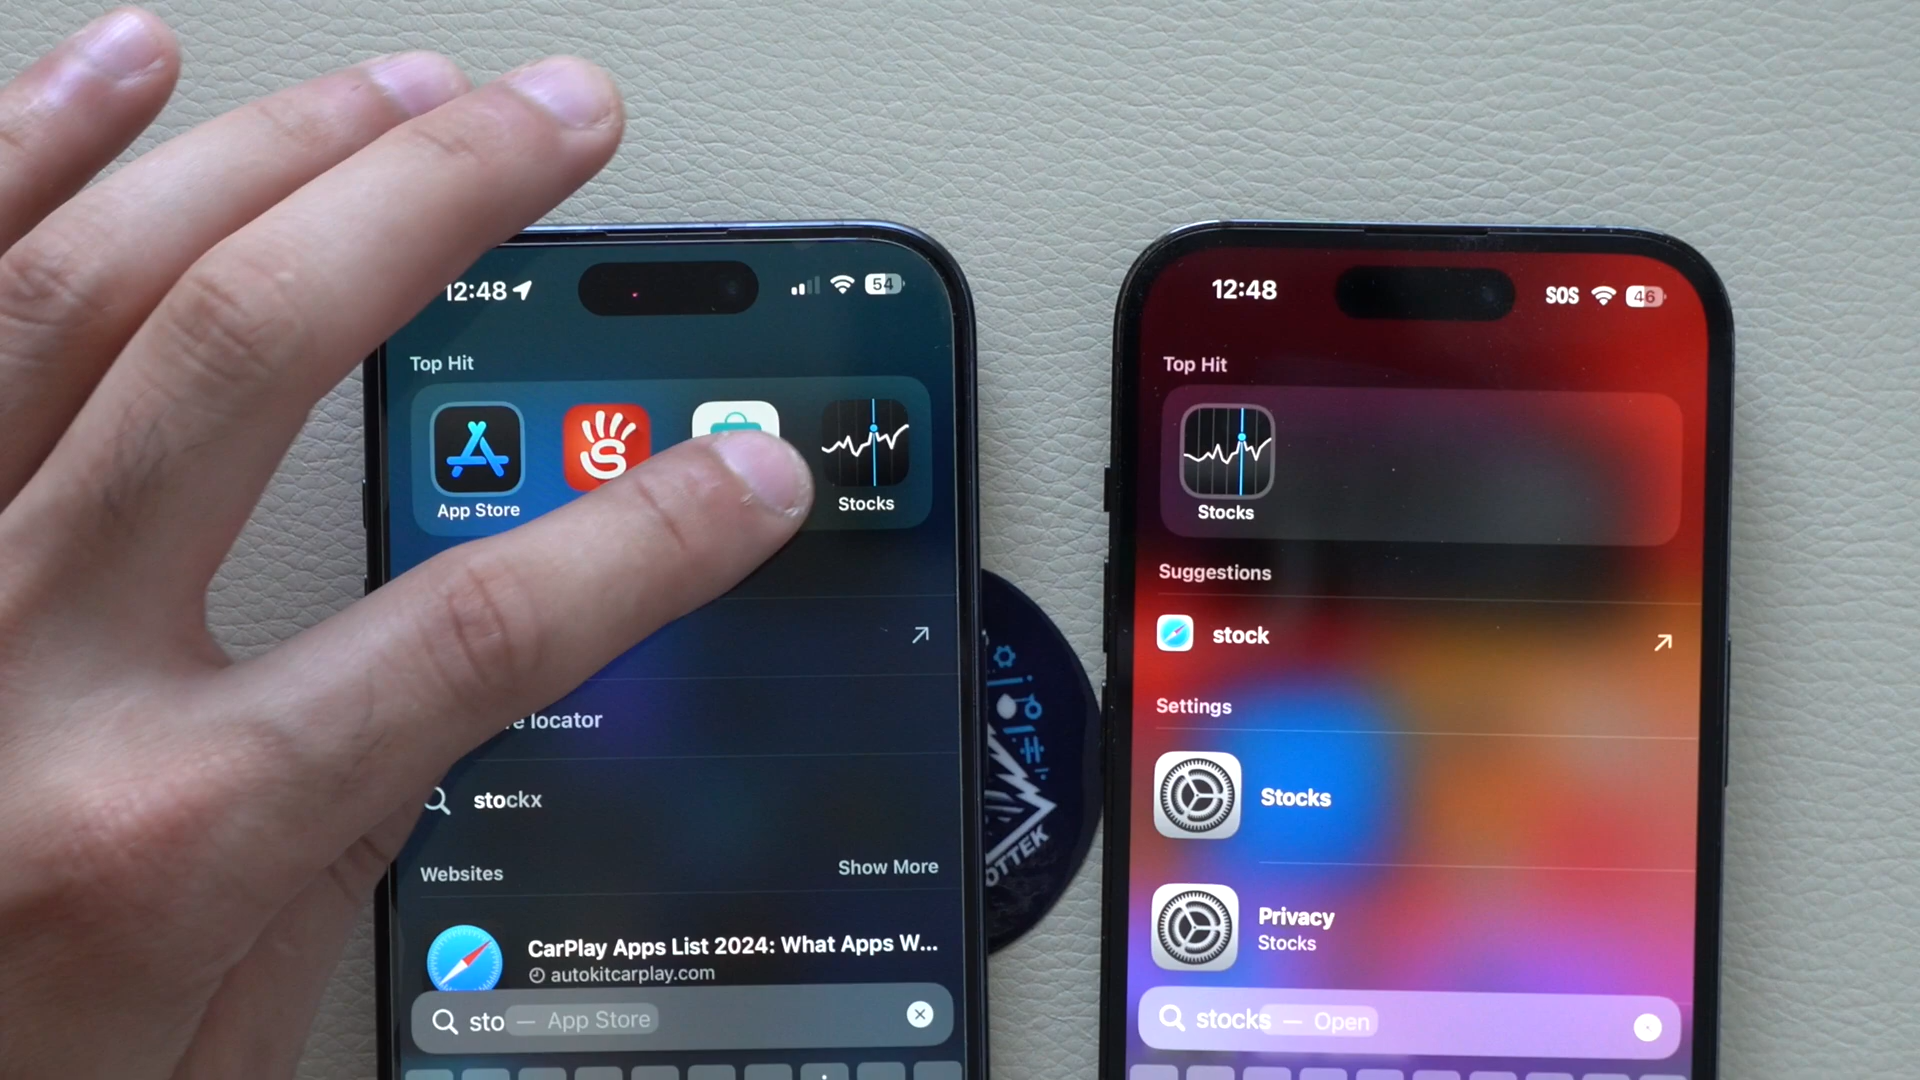 12:48
54
Top Hit
App Store
Stocks
e locator
stockx
Websites
Show More
CarPlay Apps List 2024: What Apps W...
autokitcarplay.com
sto — App Store
OTTEK
12:48
SOS
46
Top Hit
Stocks
Suggestions
stock
Settings
Stocks
Privacy
Stocks
stocks — Open